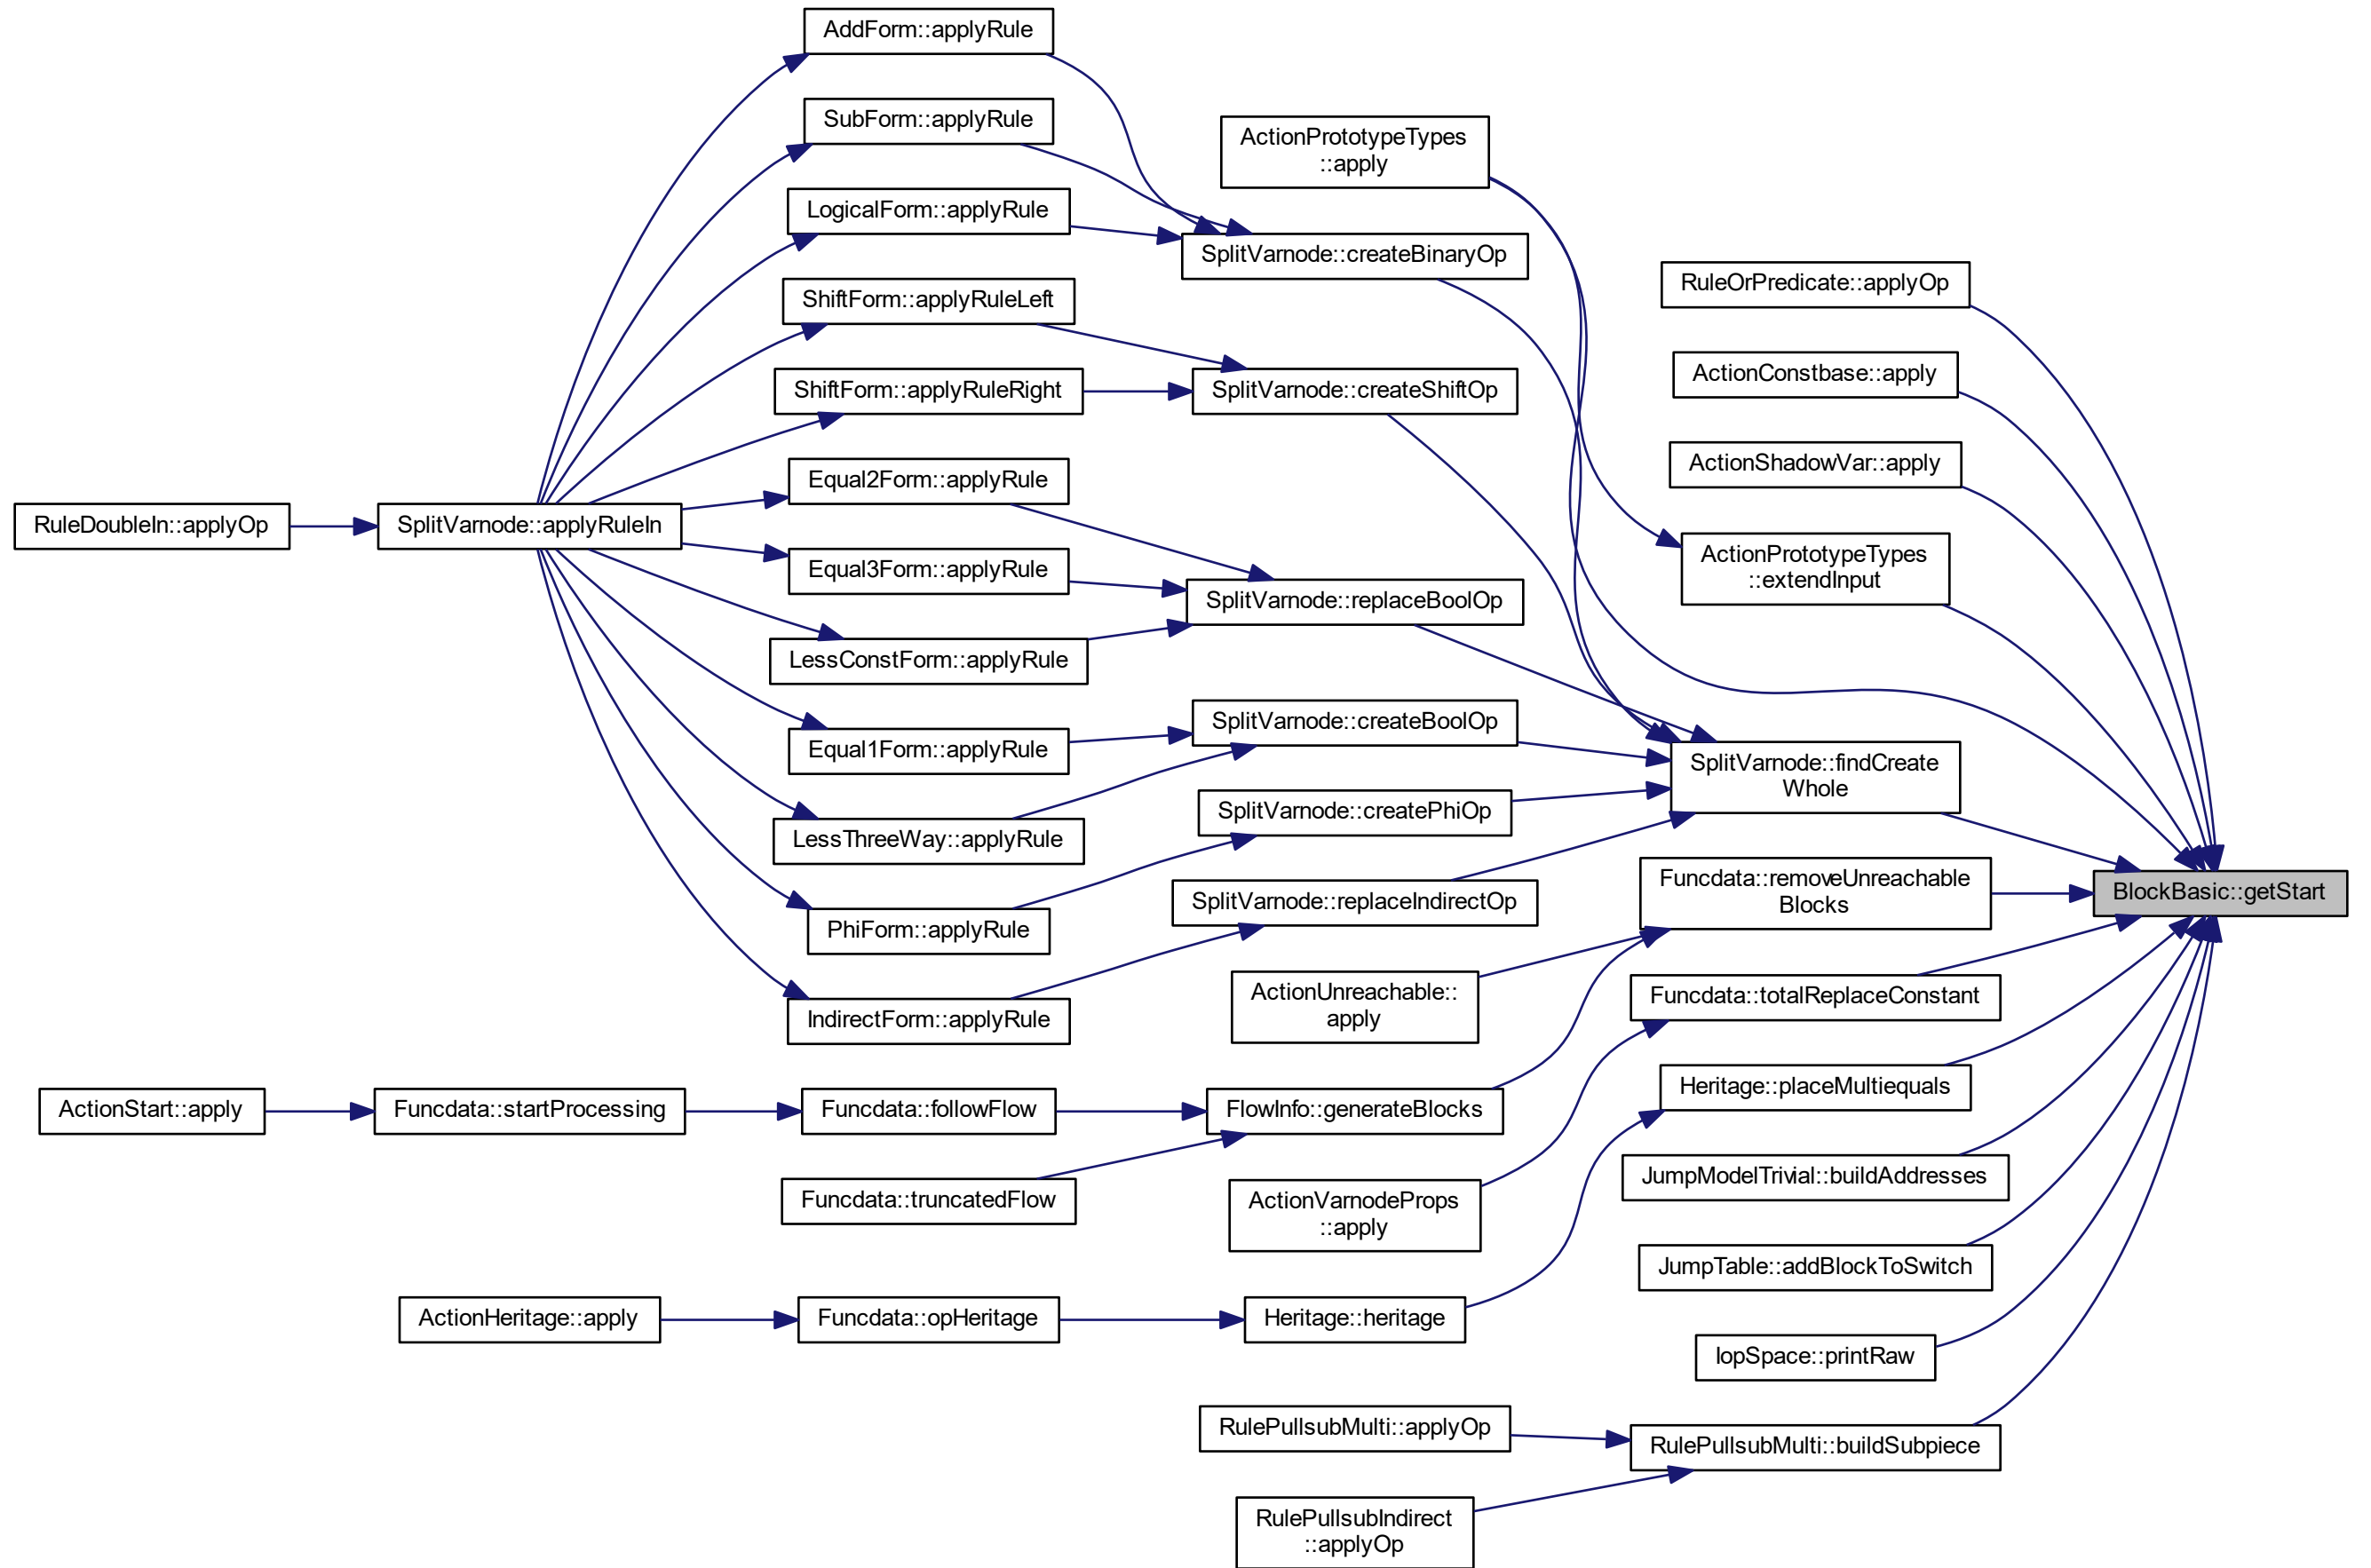 AddForm::applyRule
SubForm::applyRule
ActionPrototypeTypes
::apply
LogicalForm::applyRule
SplitVarnode::createBinaryOp
RuleOrPredicate::applyOp
ShiftForm::applyRuleLeft
ActionConstbase::apply
ShiftForm::applyRuleRight
SplitVarnode::createShiftOp
ActionShadowVar::apply
Equal2Form::applyRule
RuleDoubleIn::applyOp
SplitVarnode::applyRuleIn
ActionPrototypeTypes
::extendInput
Equal3Form::applyRule
SplitVarnode::replaceBoolOp
LessConstForm::applyRule
SplitVarnode::createBoolOp
Equal1Form::applyRule
SplitVarnode::findCreate
Whole
SplitVarnode::createPhiOp
LessThreeWay::applyRule
Funcdata::removeUnreachable
Blocks
BlockBasic::getStart
SplitVarnode::replaceIndirectOp
PhiForm::applyRule
ActionUnreachable::
apply
Funcdata::totalReplaceConstant
IndirectForm::applyRule
Heritage::placeMultiequals
ActionStart::apply
Funcdata::startProcessing
Funcdata::followFlow
FlowInfo::generateBlocks
JumpModelTrivial::buildAddresses
Funcdata::truncatedFlow
ActionVarnodeProps
::apply
JumpTable::addBlockToSwitch
ActionHeritage::apply
Funcdata::opHeritage
Heritage::heritage
IopSpace::printRaw
RulePullsubMulti::applyOp
RulePullsubMulti::buildSubpiece
RulePullsubIndirect
::applyOp